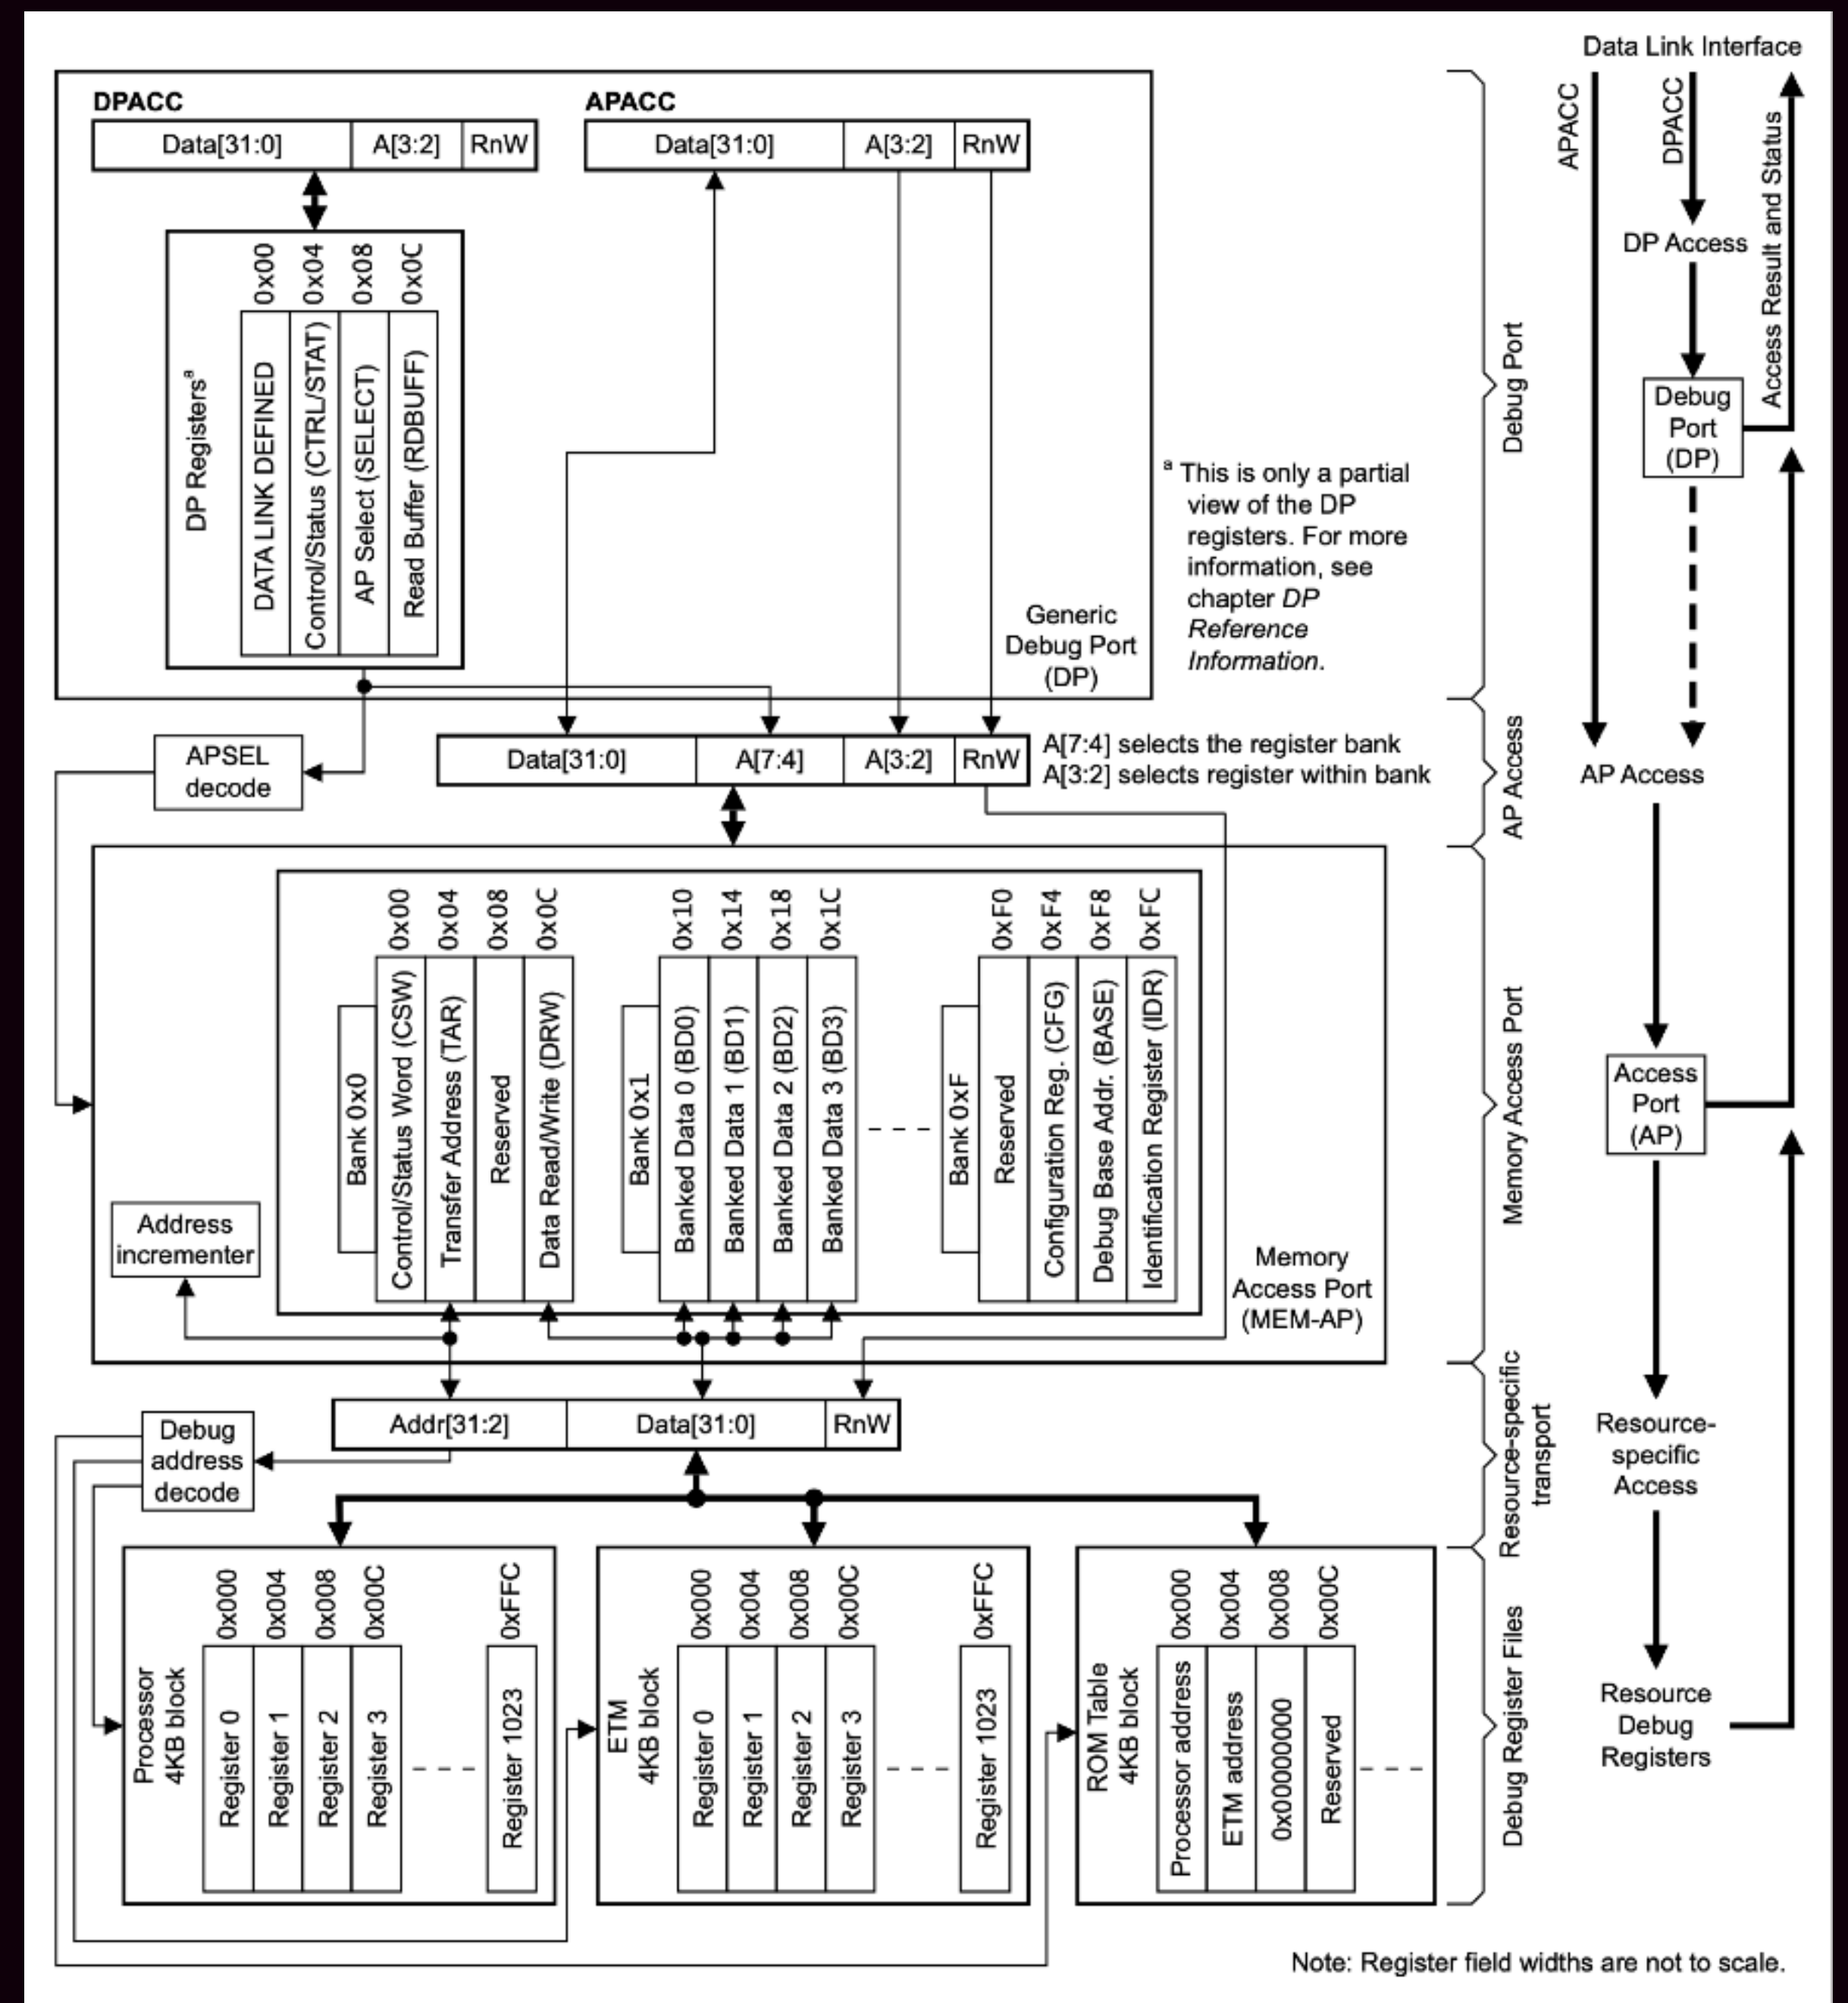 Data Link Interface
DPACC
Data[31:0] A[3:2] RnW
APACC
Data[31:0] A[3:2] RnW
APACC
DPACC
Access Result and Status
DP Access
Debug
Port
(DP)
DP Registersª
0x00
0x04
0x08
0x0C
DATA LINK DEFINED
Control/Status (CTRL/STAT)
AP Select (SELECT)
Read Buffer (RDBUFF)
Generic
Debug Port
(DP)
ª This is only a partial
view of the DP
registers. For more
information, see
chapter DP
Reference
Information.
Debug Port
APSEL
decode
Data[31:0] A[7:4] A[3:2] RnW
A[7:4] selects the register bank
A[3:2] selects register within bank
AP Access
AP Access
Bank 0x0
0x00
0x04
0x08
0x0C
Control/Status Word (CSW)
Transfer Address (TAR)
Reserved
Data Read/Write (DRW)
Bank 0x1
0x10
0x14
0x18
0x1C
Banked Data 0 (BD0)
Banked Data 1 (BD1)
Banked Data 2 (BD2)
Banked Data 3 (BD3)
Bank 0xF
0xF0
0xF4
0xF8
0xFC
Reserved
Configuration Reg. (CFG)
Debug Base Addr. (BASE)
Identification Register (IDR)
Address
incrementer
Memory
Access Port
(MEM-AP)
Memory Access Port
Access
Port
(AP)
Addr[31:2] Data[31:0] RnW
Debug
address
decode
Resource-specific
transport
Resource-
specific
Access
Processor
4KB block
0x000
0x004
0x008
0x00C
0xFFC
Register 0
Register 1
Register 2
Register 3
Register 1023
ETM
4KB block
0x000
0x004
0x008
0x00C
0xFFC
Register 0
Register 1
Register 2
Register 3
Register 1023
ROM Table
4KB block
0x000
0x004
0x008
0x00C
Processor address
ETM address
0x00000000
Reserved
Debug Register Files
Resource
Debug
Registers
Note: Register field widths are not to scale.